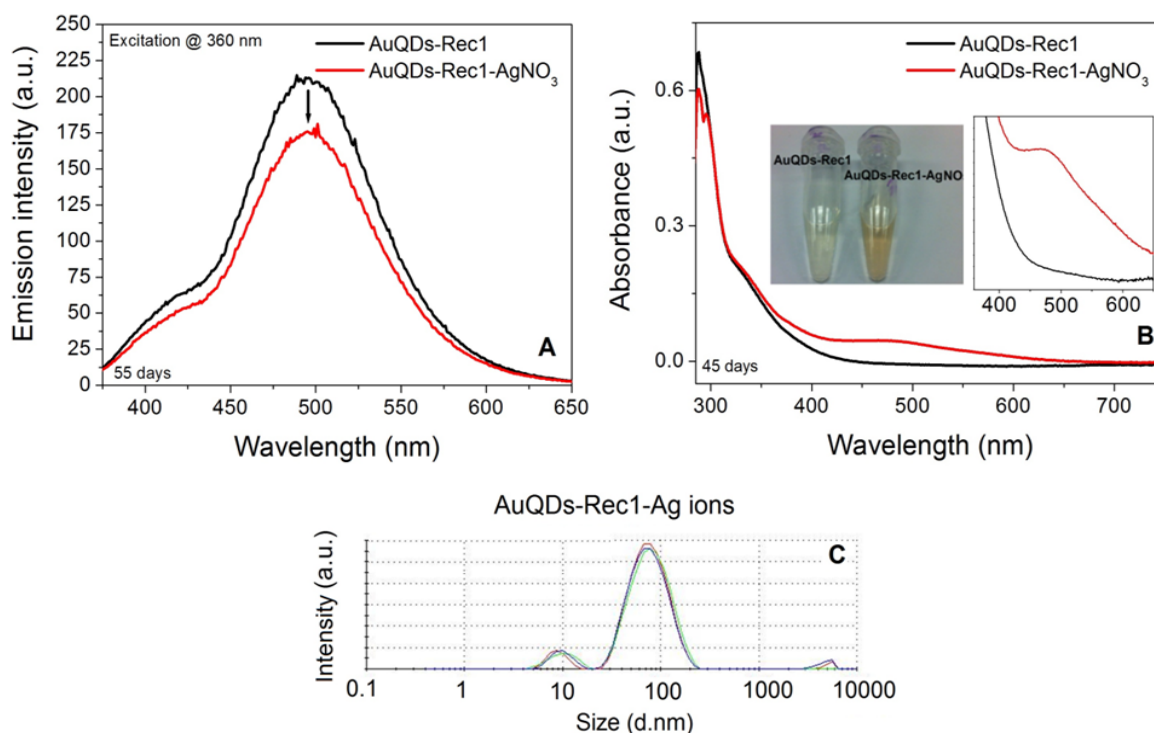 Excitation @ 360 nm
AuQDs-Rec1
AuQDs-Rec1-AgNO₃
250
225
200
175
150
125
100
75
50
25
0
Emission intensity (a.u.)
A
55 days
400 450 500 550 600 650
Wavelength (nm)
AuQDs-Rec1
AuQDs-Rec1-AgNO₃
0.6
0.3
0.0
Absorbance (a.u.)
AuQDs-Rec1
AuQDs-Rec1-AgNO
400 500 600
B
45 days
300 400 500 600 700
Wavelength (nm)
AuQDs-Rec1-Ag ions
C
Intensity (a.u.)
0.1 1 10 100 1000 10000
Size (d.nm)